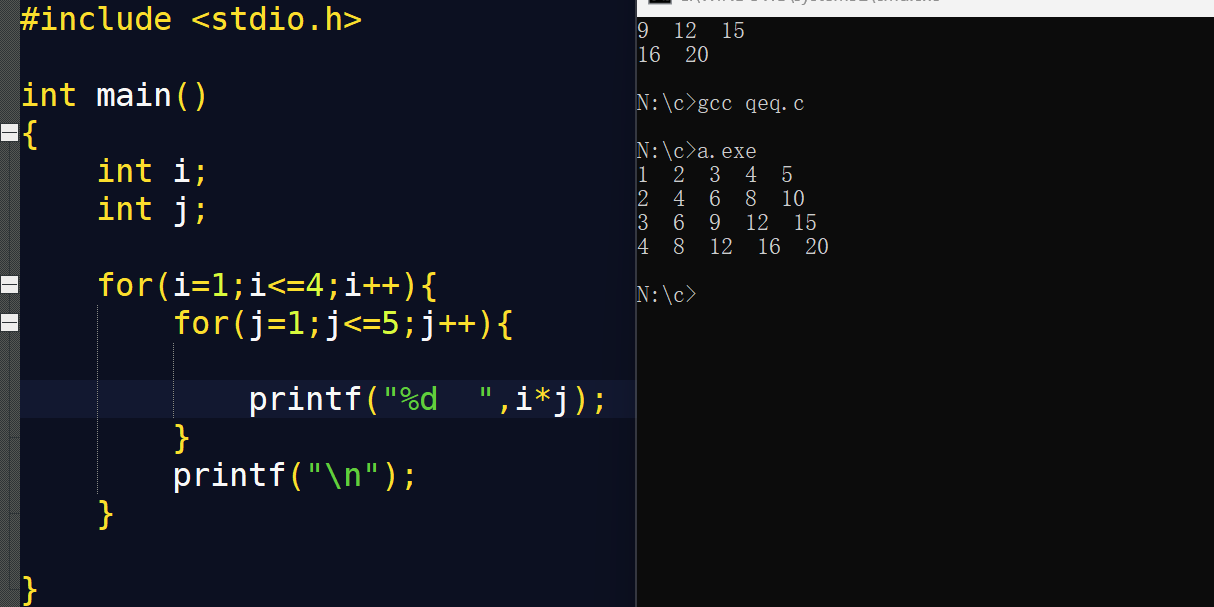 #include <stdio.h>
int main()
{
    int i;
    int j;
    for(i=1;i<=4;i++){
        for(j=1;j<=5;j++){
            printf("%d  ",i*j);
        }
        printf("\n");
    }
}
9  12  15
16  20
N:\c>gcc qeq.c
N:\c>a.exe
1  2  3  4  5
2  4  6  8  10
3  6  9  12  15
4  8  12  16  20
N:\c>